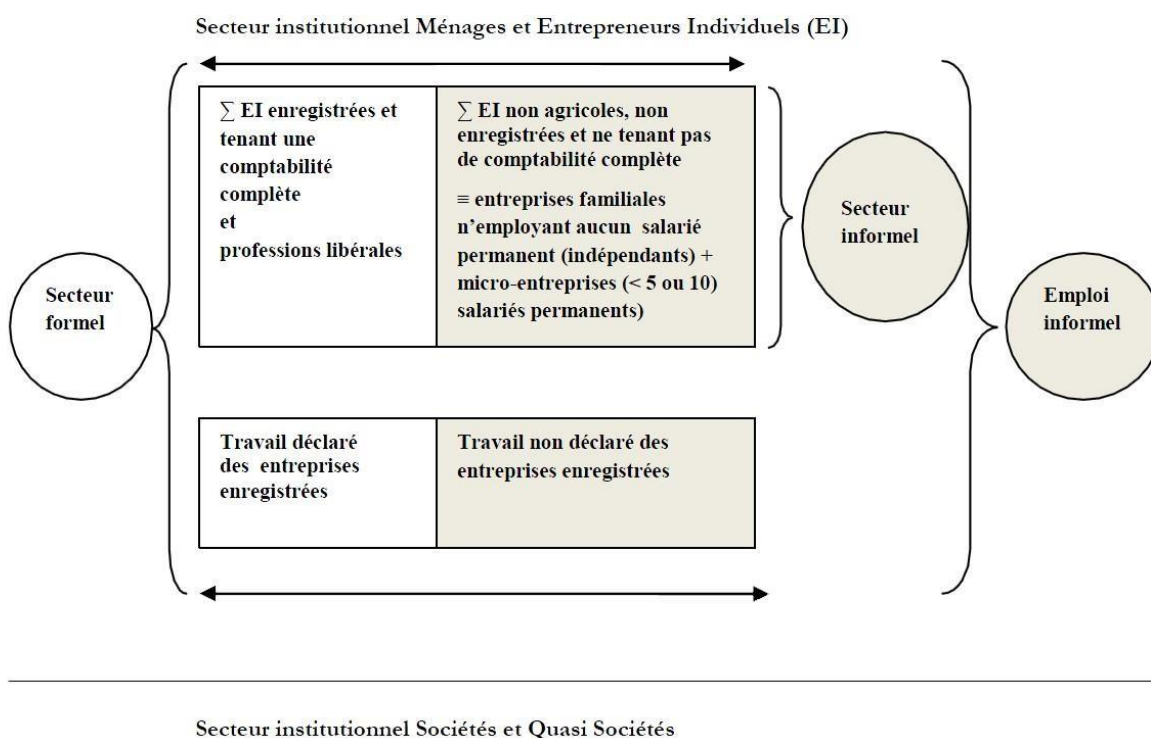 Secteur institutionnel Ménages et Entrepreneurs Individuels (EI)
∑ EI enregistrées et
tenant une
comptabilité
complète
et
professions libérales
∑ EI non agricoles, non
enregistrées et ne tenant pas
de comptabilité complète
≡ entreprises familiales
n’employant aucun salarié
permanent (indépendants) +
micro-entreprises (< 5 ou 10)
salariés permanents)
Secteur
informel
Secteur
formel
Emploi
informel
Travail déclaré
des entreprises
enregistrées
Travail non déclaré des
entreprises enregistrées
Secteur institutionnel Sociétés et Quasi Sociétés